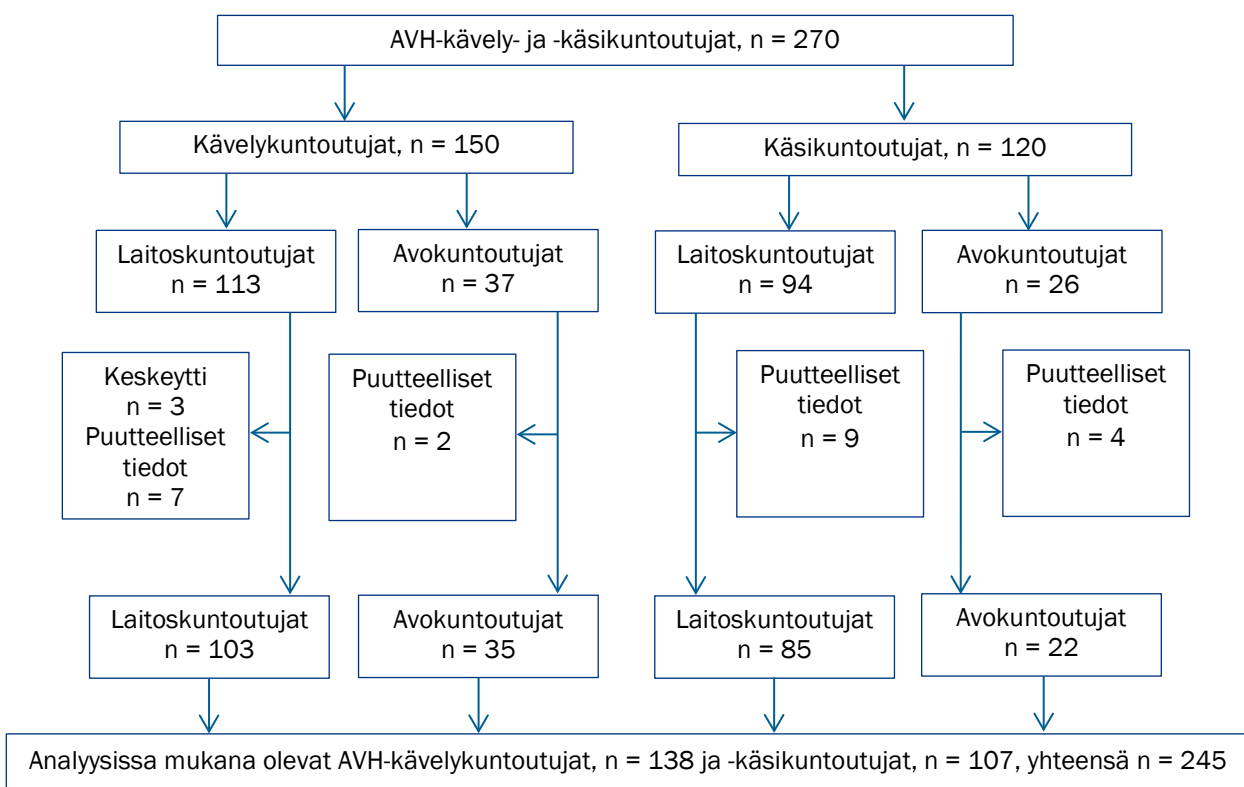 AVH-kävely- ja -käsikuntoutujat, n = 270
Kävelykuntoutujat, n = 150
Käsikuntoutujat, n = 120
Laitoskuntoutujat
n = 113
Avokuntoutujat
n = 37
Laitoskuntoutujat
n = 94
Avokuntoutujat
n = 26
Keskeytti
n = 3
Puutteelliset
tiedot
n = 7
Puutteelliset
tiedot
n = 2
Puutteelliset
tiedot
n = 9
Puutteelliset
tiedot
n = 4
Laitoskuntoutujat
n = 103
Avokuntoutujat
n = 35
Laitoskuntoutujat
n = 85
Avokuntoutujat
n = 22
Analyysissa mukana olevat AVH-kävelykuntoutujat, n = 138 ja -käsikuntoutujat, n = 107, yhteensä n = 245